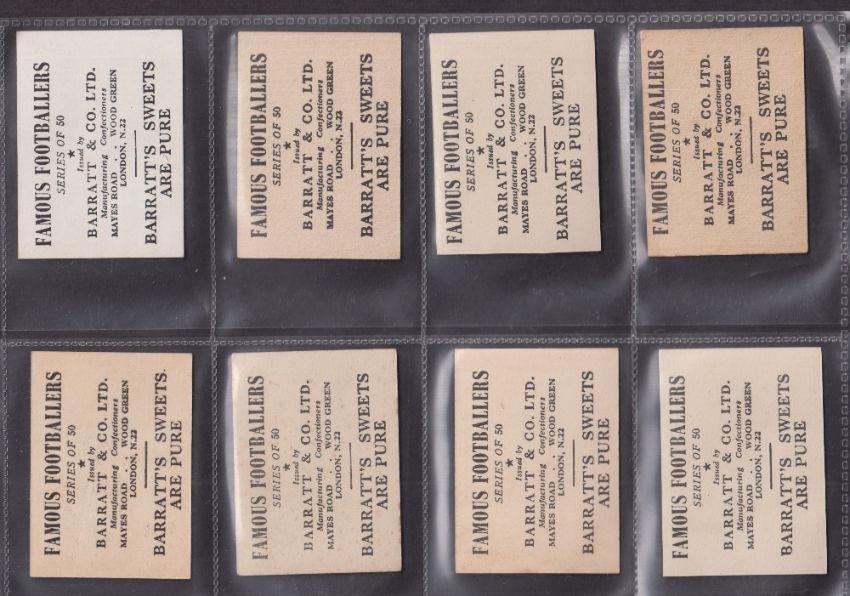 FAMOUS FOOTBALLERS
SERIES OF 50
★
Issued by
BARRATT & CO. LTD.
Manufacturing Confectioners
MAYES ROAD . . WOOD GREEN
LONDON, N.22
BARRATT'S SWEETS
ARE PURE
FAMOUS FOOTBALLERS
SERIES OF 50
★
Issued by
BARRATT & CO. LTD.
Manufacturing Confectioners
MAYES ROAD . . WOOD GREEN
LONDON, N.22
BARRATT'S SWEETS
ARE PURE
FAMOUS FOOTBALLERS
SERIES OF 50
★
Issued by
BARRATT & CO. LTD.
Manufacturing Confectioners
MAYES ROAD . . WOOD GREEN
LONDON, N.22
BARRATT'S SWEETS
ARE PURE
FAMOUS FOOTBALLERS
SERIES OF 50
★
Issued by
BARRATT & CO. LTD.
Manufacturing Confectioners
MAYES ROAD . . WOOD GREEN
LONDON, N.22
BARRATT'S SWEETS
ARE PURE
FAMOUS FOOTBALLERS
SERIES OF 50
★
Issued by
BARRATT & CO. LTD.
Manufacturing Confectioners
MAYES ROAD . . WOOD GREEN
LONDON, N.22
BARRATT'S SWEETS
ARE PURE
FAMOUS FOOTBALLERS
SERIES OF 50
★
Issued by
BARRATT & CO. LTD.
Manufacturing Confectioners
MAYES ROAD . . WOOD GREEN
LONDON, N.22
BARRATT'S SWEETS
ARE PURE
FAMOUS FOOTBALLERS
SERIES OF 50
★
Issued by
BARRATT & CO. LTD.
Manufacturing Confectioners
MAYES ROAD . . WOOD GREEN
LONDON, N.22
BARRATT'S SWEETS
ARE PURE
FAMOUS FOOTBALLERS
SERIES OF 50
★
Issued by
BARRATT & CO. LTD.
Manufacturing Confectioners
MAYES ROAD . . WOOD GREEN
LONDON, N.22
BARRATT'S SWEETS
ARE PURE